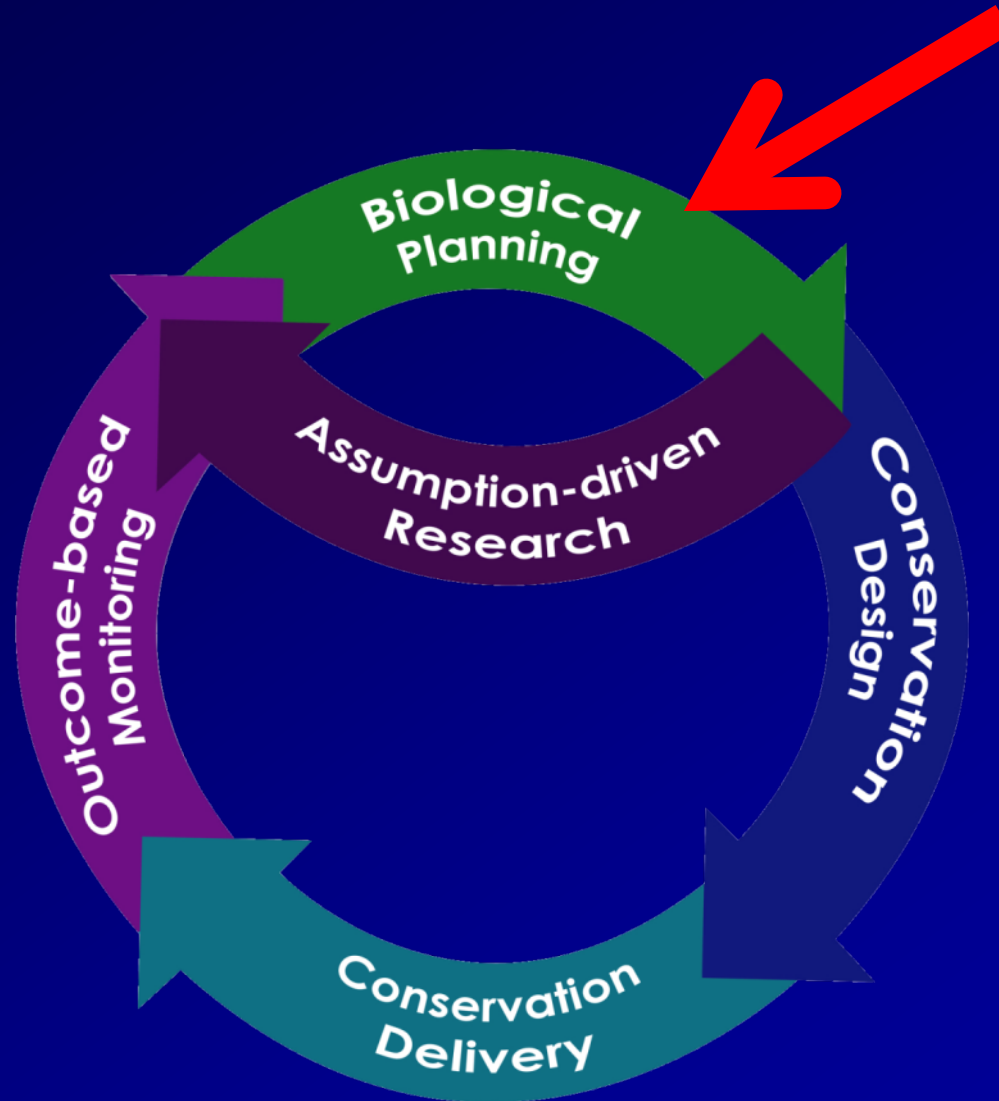 Biological
Planning
Assumption-driven
Research
Conservation
Design
Conservation
Delivery
Outcome-based
Monitoring